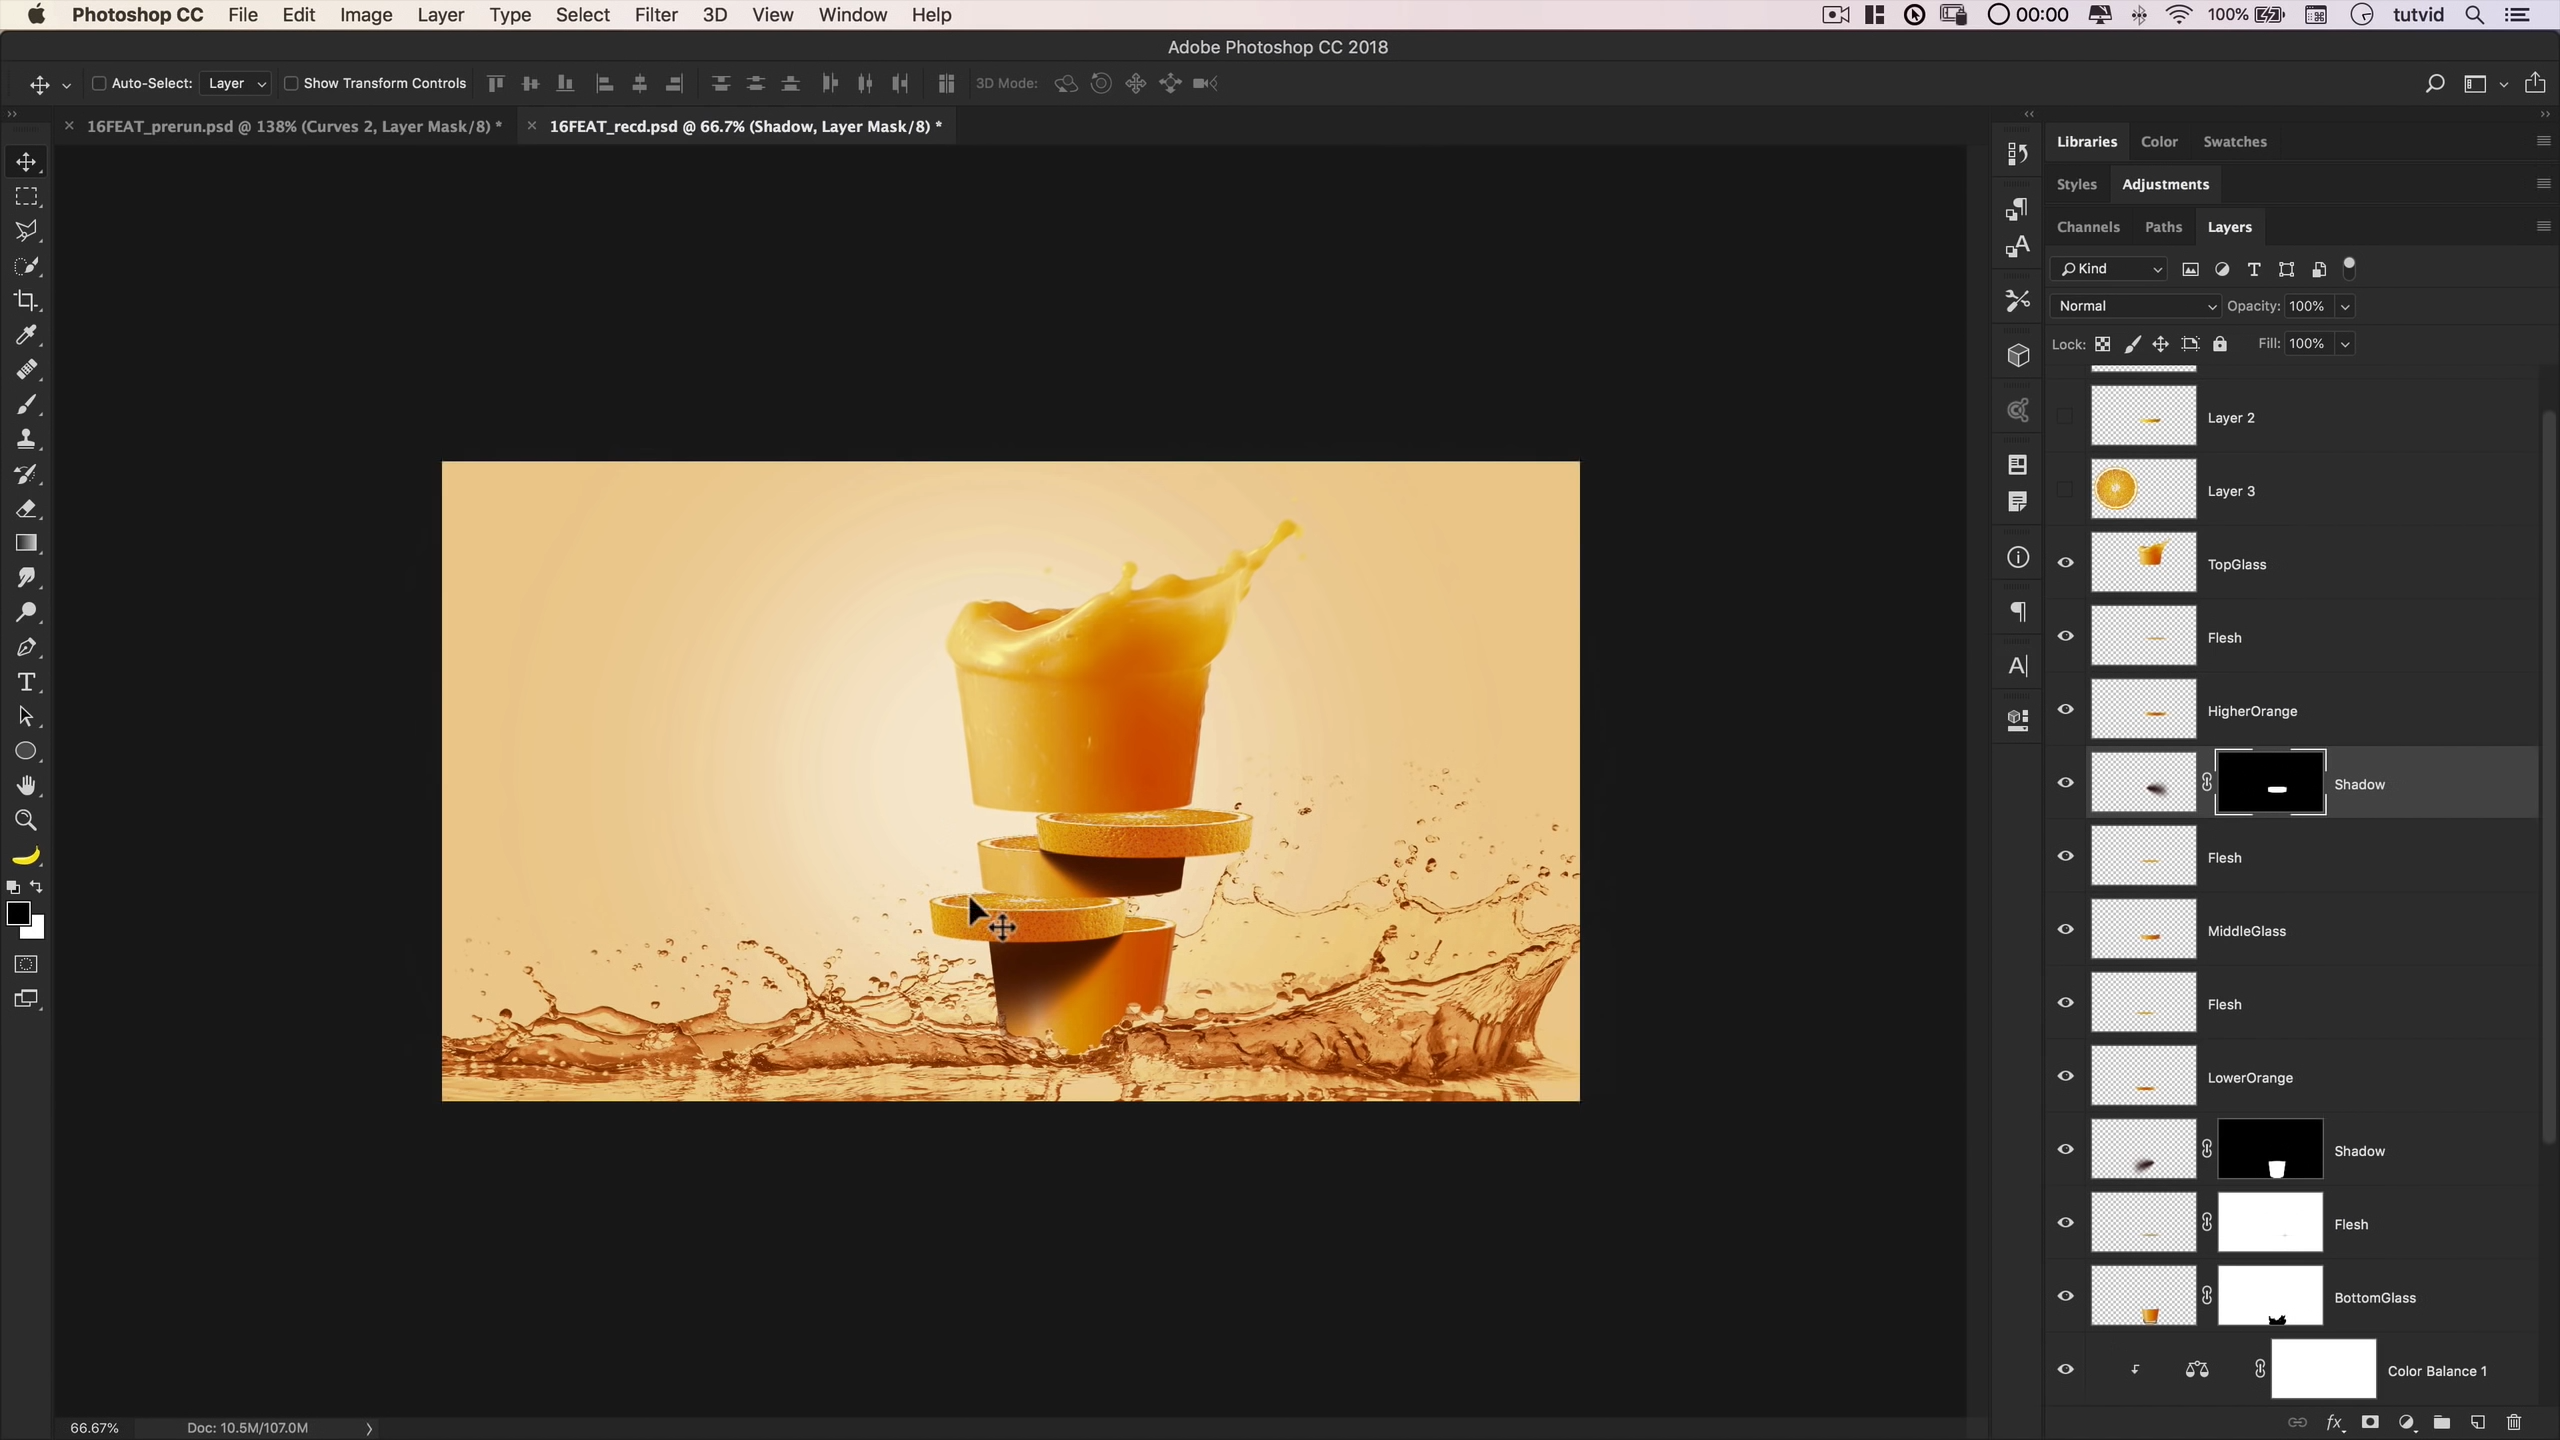 Photoshop CC File Edit Image Layer Type Select Filter 3D View Window Help 00:00 100% tutvid
Adobe Photoshop CC 2018
Auto-Select: Layer Show Transform Controls 3D Mode:
16FEAT_prerun.psd @ 138% (Curves 2, Layer Mask/8) *
16FEAT_recd.psd @ 66.7% (Shadow, Layer Mask/8) *
Libraries Color Swatches
Styles Adjustments
Channels Paths Layers
Kind
Normal Opacity: 100%
Lock: Fill: 100%
Layer 2
Layer 3
TopGlass
Flesh
HigherOrange
Shadow
Flesh
MiddleGlass
Flesh
LowerOrange
Shadow
Flesh
BottomGlass
Color Balance 1
66.67% Doc: 10.5M/107.0M